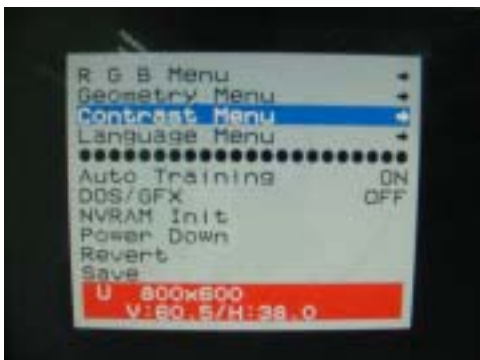 R G B Menu
Geometry Menu
Contrast Menu
Language Menu
Auto Training ON
DOS/GFX OFF
NVRAM Init
Power Down
Revert
Save
U 800x600
V:60.5/H:38.0